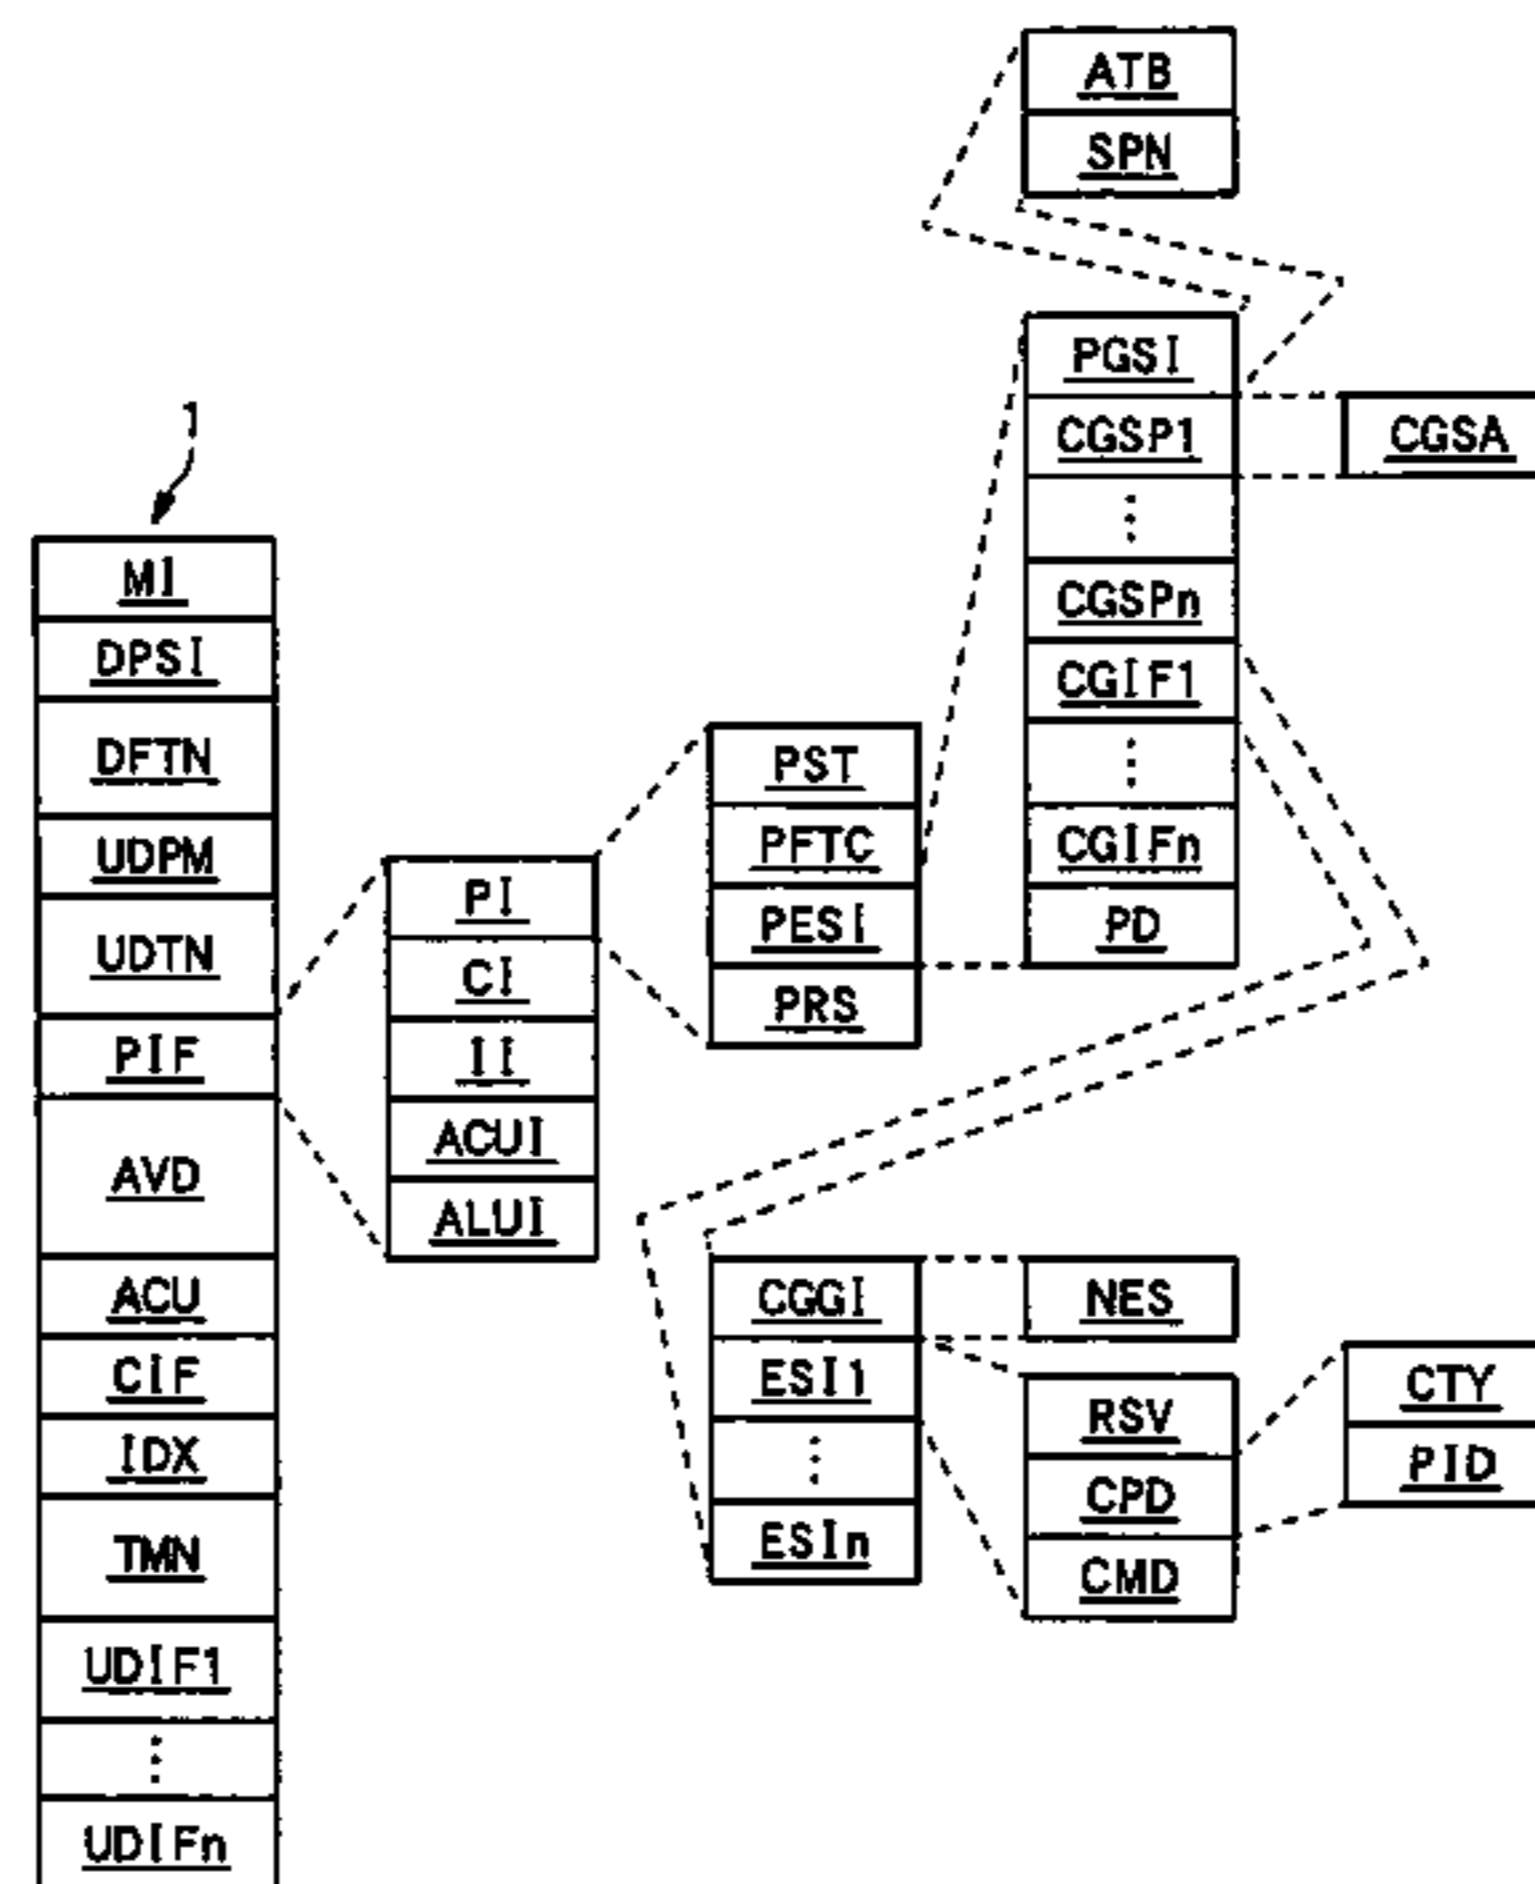 1
MI
DPSI
DFTN
UDPM
UDTN
PIF
AVD
ACU
CIF
IDX
TMN
UDIF1
⋮
UDIFn
PI
CI
II
ACUI
ALUI
PST
PFTC
PESI
PRS
ATB
SPN
PGSI
CGSP1
⋮
CGSPn
CGIF1
⋮
CGIFn
PD
CGSA
CGGI
ESI1
⋮
ESIn
NES
RSV
CPD
CMD
CTY
PID